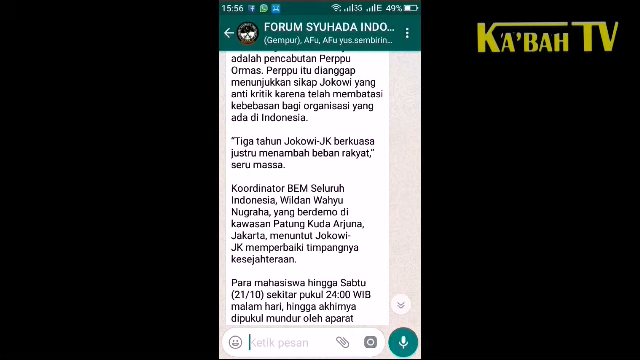 15:56 3G E 49%
FORUM SYUHADA INDO...
(Gempur), AFu, AFu yus.sembirin...
KA'BAH TV
adalah pencabutan Perppu
Ormas. Perppu itu dianggap
menunjukkan sikap Jokowi yang
anti kritik karena telah membatasi
kebebasan bagi organisasi yang
ada di Indonesia.
“Tiga tahun Jokowi-JK berkuasa
justru menambah beban rakyat,”
seru massa.
Koordinator BEM Seluruh
Indonesia, Wildan Wahyu
Nugraha, yang berdemo di
kawasan Patung Kuda Arjuna,
Jakarta, menuntut Jokowi-
JK memperbaiki timpangnya
kesejahteraan.
Para mahasiswa hingga Sabtu
(21/10) sekitar pukul 24:00 WIB
malam hari, hingga akhirnya
dipukul mundur oleh aparat
Ketik pesan